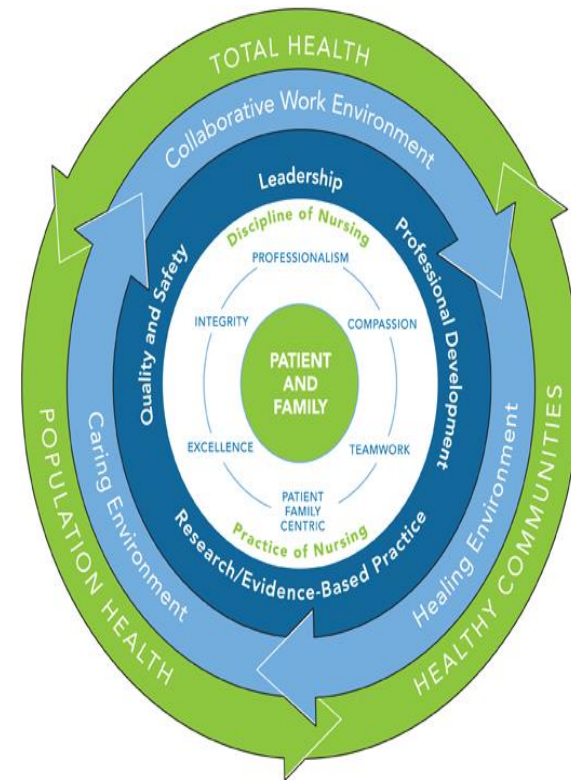 TOTAL HEALTH
Collaborative Work Environment
Leadership
Discipline of Nursing
PROFESSIONALISM
INTEGRITY
COMPASSION
Quality and Safety
Professional Development
PATIENT
AND
FAMILY
EXCELLENCE
TEAMWORK
PATIENT
FAMILY
CENTRIC
Practice of Nursing
Research/Evidence-Based Practice
Caring Environment
Healing Environment
POPULATION HEALTH
HEALTHY COMMUNITIES